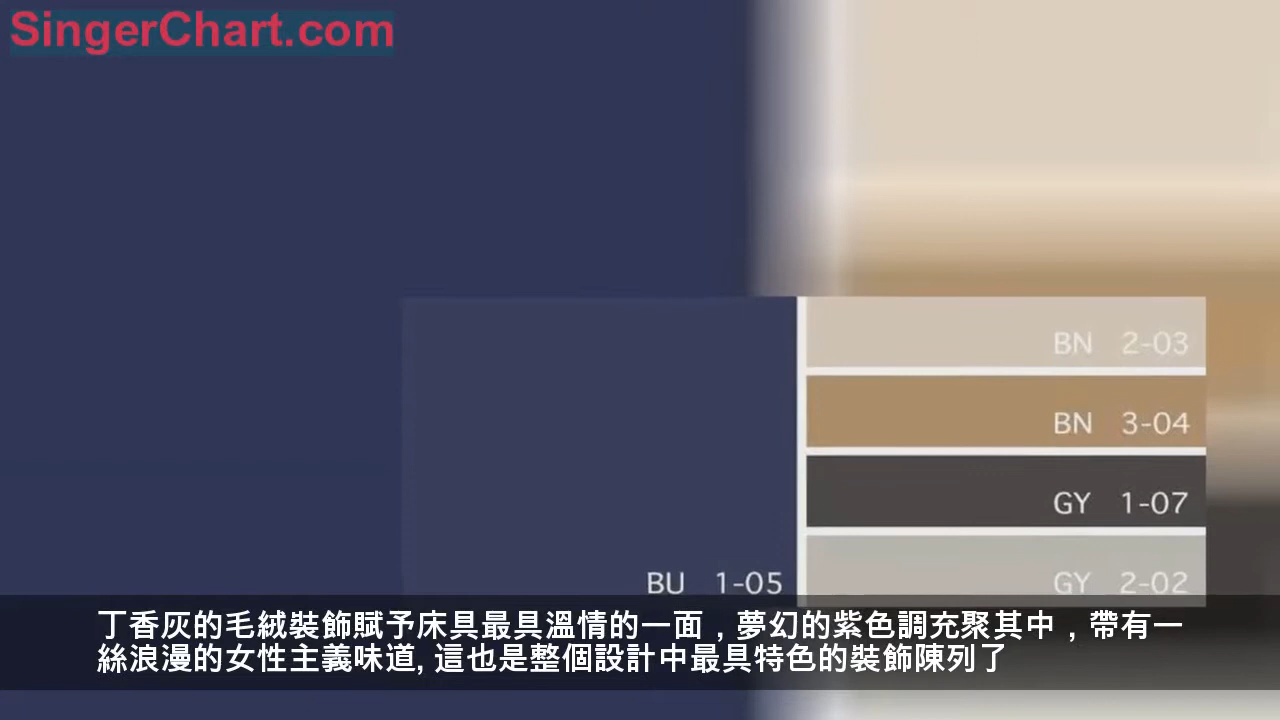 SingerChart.com
BN 2-03
BN 3-04
GY 1-07
BU 1-05
GY 2-02
丁香灰的毛絨裝飾賦予床具最具溫情的一面，夢幻的紫色調充聚其中，帶有一
絲浪漫的女性主義味道, 這也是整個設計中最具特色的裝飾陳列了